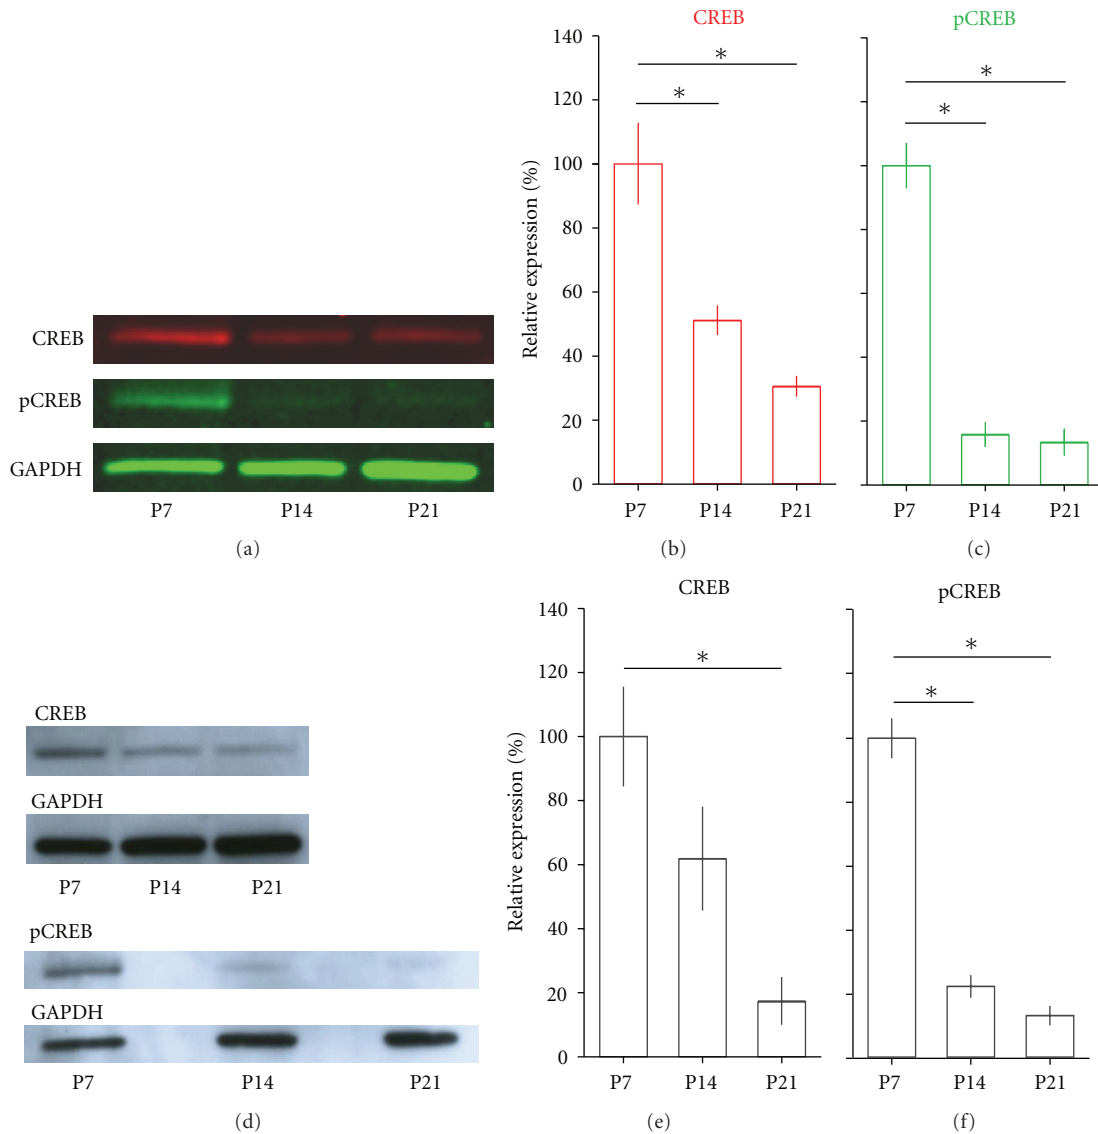 CREB
pCREB
GAPDH
P7 P14 P21
(a)
CREB
Relative expression (%)
140
120
100
80
60
40
20
0
* *
P7 P14 P21
(b)
pCREB
* *
P7 P14 P21
(c)
CREB
GAPDH
P7 P14 P21
pCREB
GAPDH
P7 P14 P21
(d)
CREB
Relative expression (%)
140
120
100
80
60
40
20
0
*
P7 P14 P21
(e)
pCREB
*
*
P7 P14 P21
(f)